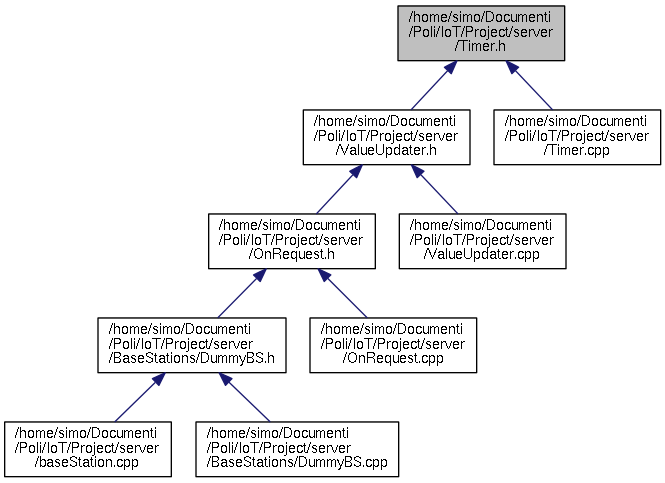 /home/simo/Documenti
/Poli/IoT/Project/server
/Timer.h
/home/simo/Documenti
/Poli/IoT/Project/server
/ValueUpdater.h
/home/simo/Documenti
/Poli/IoT/Project/server
/Timer.cpp
/home/simo/Documenti
/Poli/IoT/Project/server
/OnRequest.h
/home/simo/Documenti
/Poli/IoT/Project/server
/ValueUpdater.cpp
/home/simo/Documenti
/Poli/IoT/Project/server
/BaseStations/DummyBS.h
/home/simo/Documenti
/Poli/IoT/Project/server
/OnRequest.cpp
/home/simo/Documenti
/Poli/IoT/Project/server
/baseStation.cpp
/home/simo/Documenti
/Poli/IoT/Project/server
/BaseStations/DummyBS.cpp